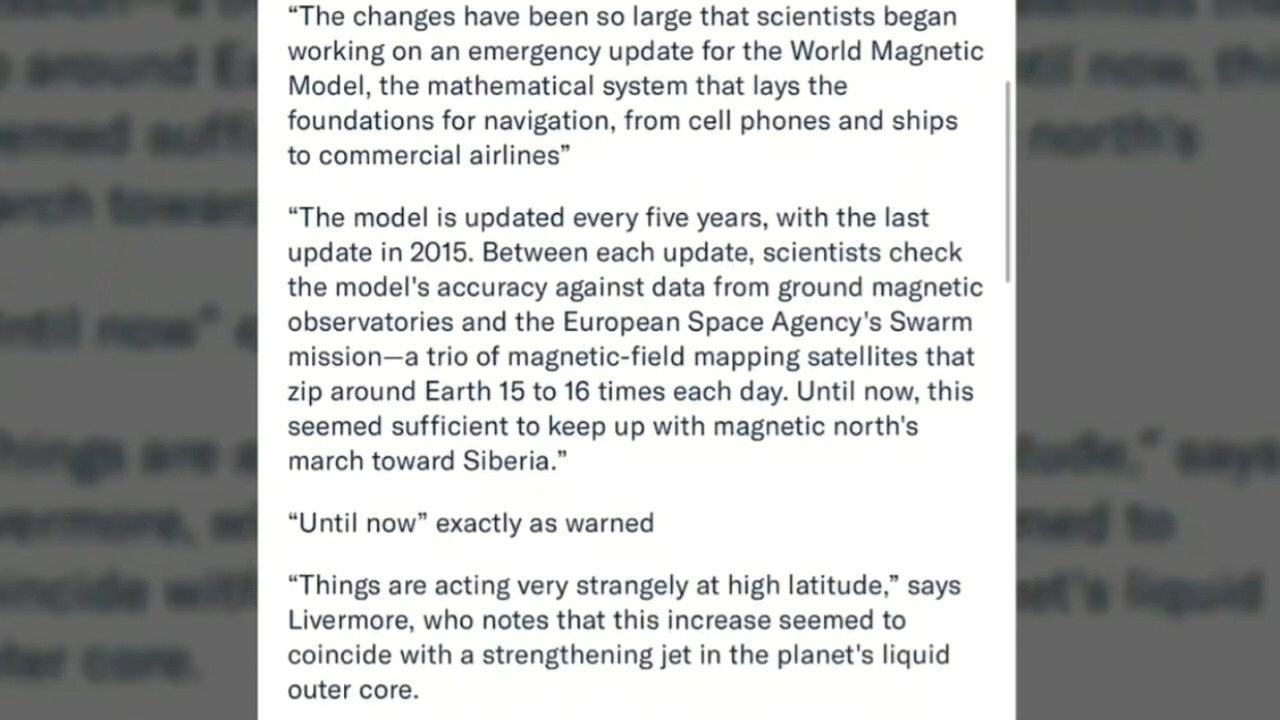 “The changes have been so large that scientists began
working on an emergency update for the World Magnetic
Model, the mathematical system that lays the
foundations for navigation, from cell phones and ships
to commercial airlines”
“The model is updated every five years, with the last
update in 2015. Between each update, scientists check
the model's accuracy against data from ground magnetic
observatories and the European Space Agency's Swarm
mission—a trio of magnetic-field mapping satellites that
zip around Earth 15 to 16 times each day. Until now, this
seemed sufficient to keep up with magnetic north's
march toward Siberia.”
“Until now” exactly as warned
“Things are acting very strangely at high latitude,” says
Livermore, who notes that this increase seemed to
coincide with a strengthening jet in the planet's liquid
outer core.